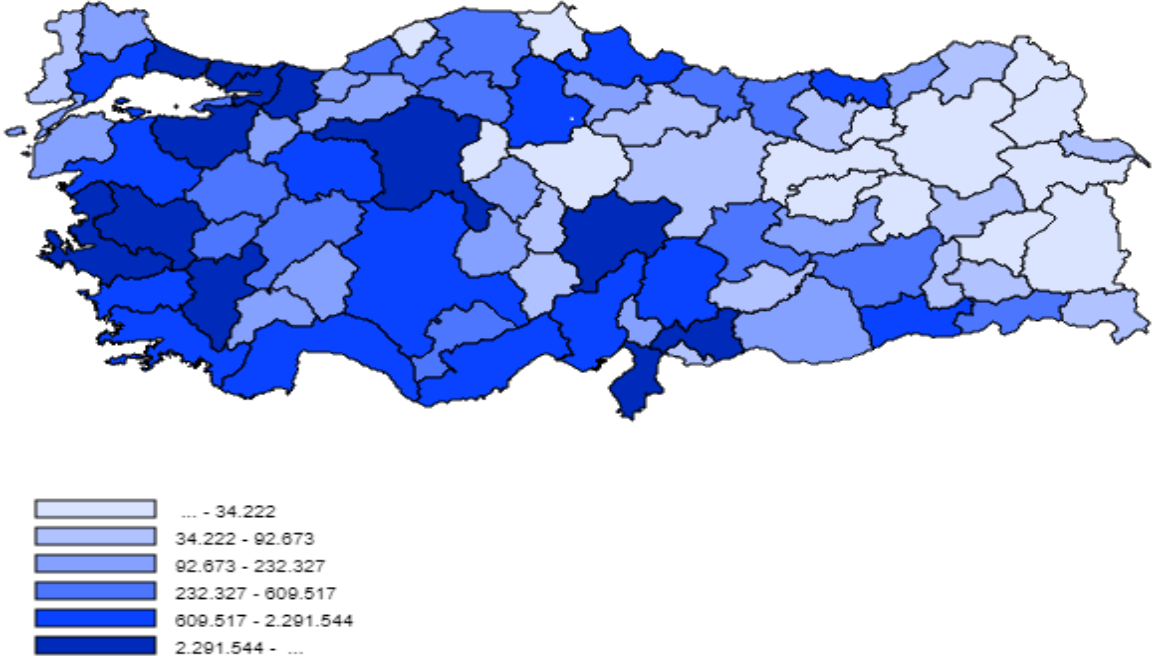 ... - 34.222
34.222 - 92.673
92.673 - 232.327
232.327 - 609.517
609.517 - 2.291.544
2.291.544 - ...